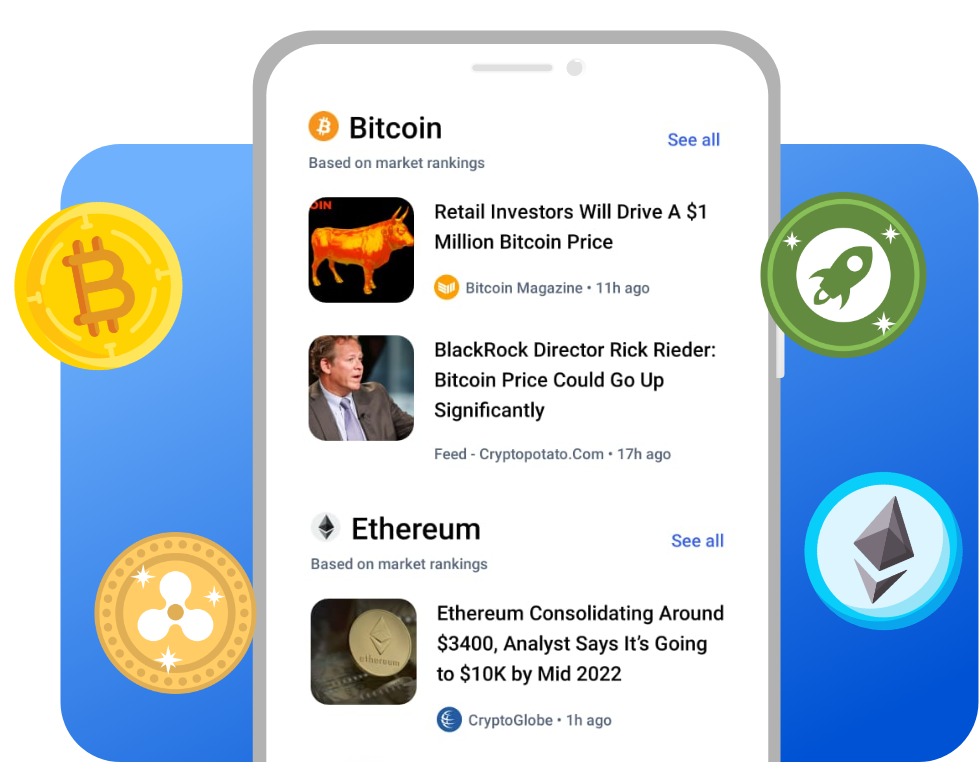 Bitcoin
See all
Based on market rankings
OIN
Retail Investors Will Drive A $1
Million Bitcoin Price
Bitcoin Magazine • 11h ago
BlackRock Director Rick Rieder:
Bitcoin Price Could Go Up
Significantly
Feed - Cryptopotato.Com • 17h ago
Ethereum
See all
Based on market rankings
ethereum
Ethereum Consolidating Around
$3400, Analyst Says It’s Going
to $10K by Mid 2022
CryptoGlobe • 1h ago